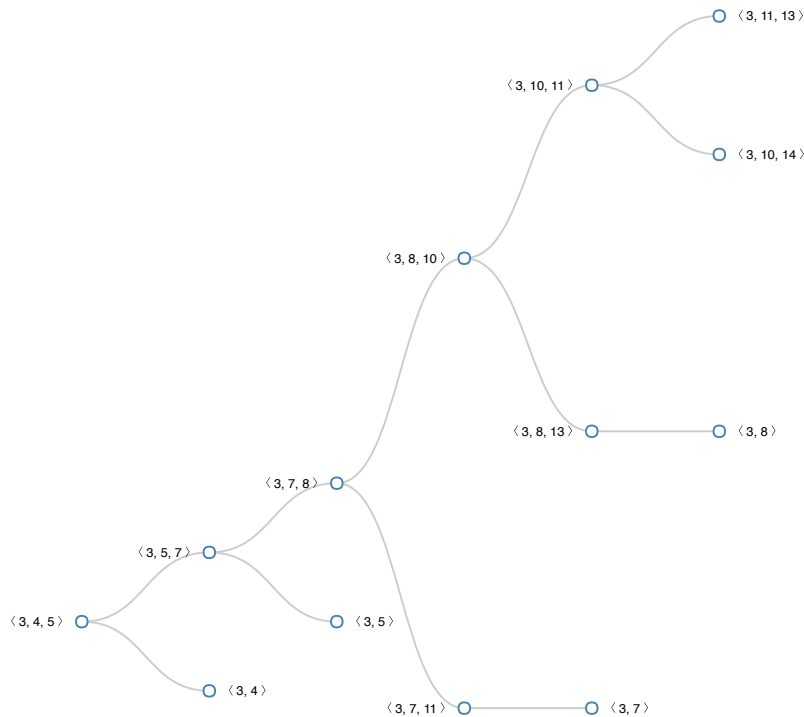 〈 3, 11, 13 〉
〈 3, 10, 11 〉
〈 3, 10, 14 〉
〈 3, 8, 10 〉
〈 3, 8, 13 〉
〈 3, 8 〉
〈 3, 7, 8 〉
〈 3, 5, 7 〉
〈 3, 4, 5 〉
〈 3, 5 〉
〈 3, 4 〉
〈 3, 7, 11 〉
〈 3, 7 〉